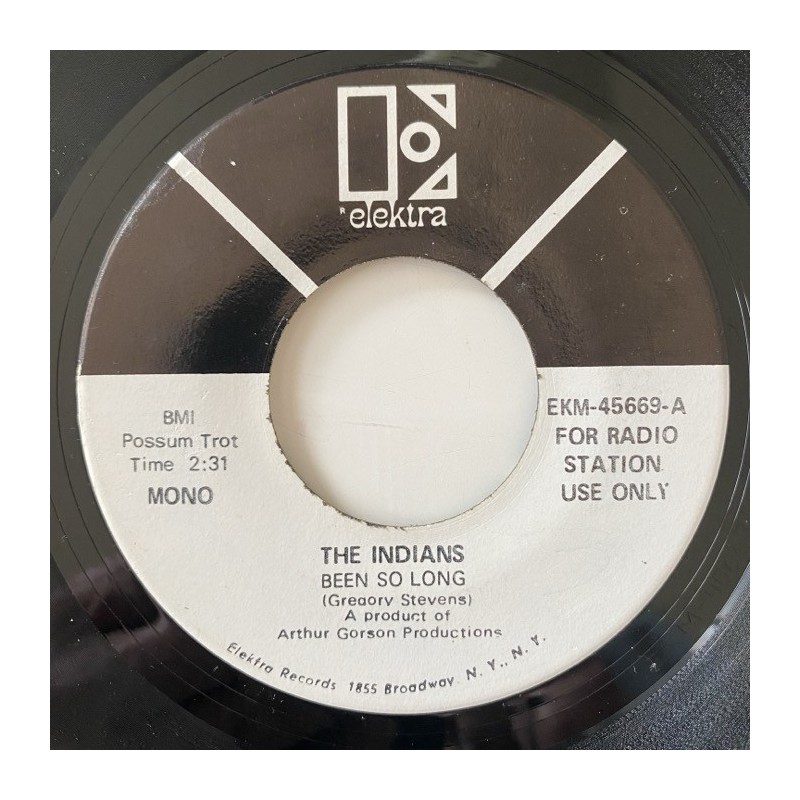 elektra
BMI
Possum Trot
Time 2:31
MONO
EKM-45669-A
FOR RADIO
STATION
USE ONLY
THE INDIANS
BEEN SO LONG
(Gregory Stevens)
A product of
Arthur Gorson Productions
Elektra Records 1855 Broadway N. Y., N. Y.